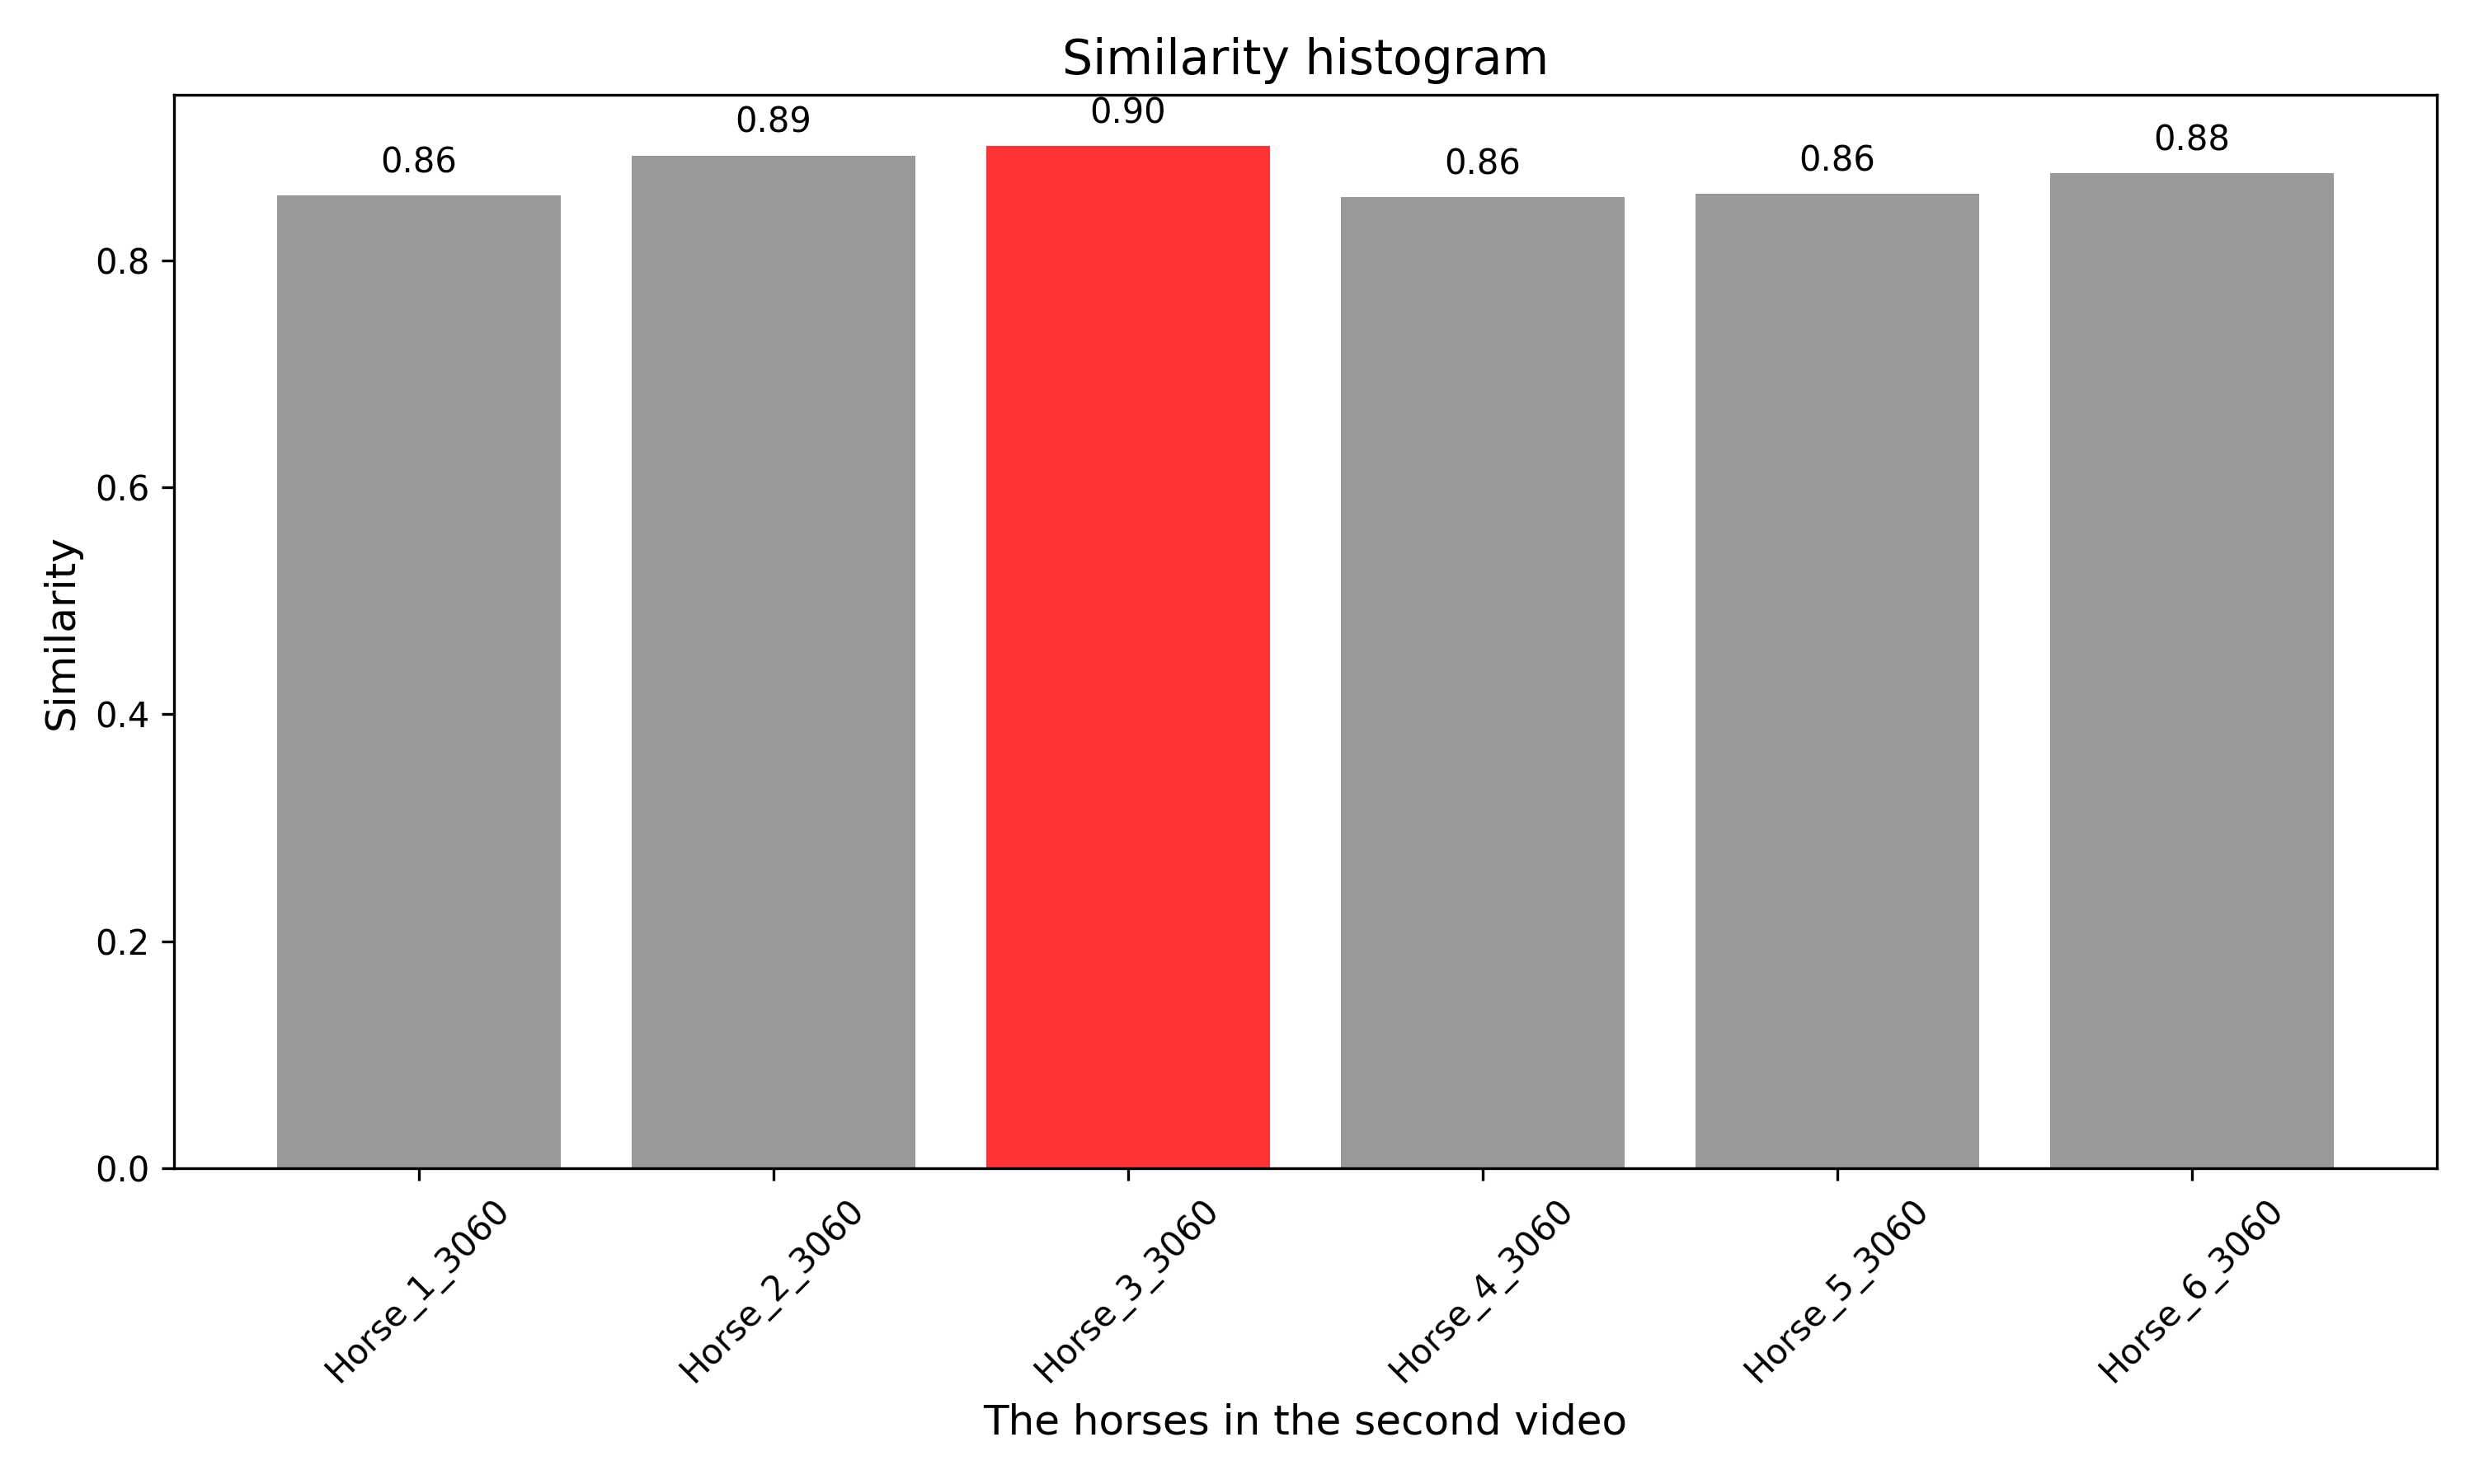 Similarity histogram
0.86
0.89
0.90
0.86
0.86
0.88
Similarity
0.8
0.6
0.4
0.2
0.0
Horse_1_3060
Horse_2_3060
Horse_3_3060
Horse_4_3060
Horse_5_3060
Horse_6_3060
The horses in the second video